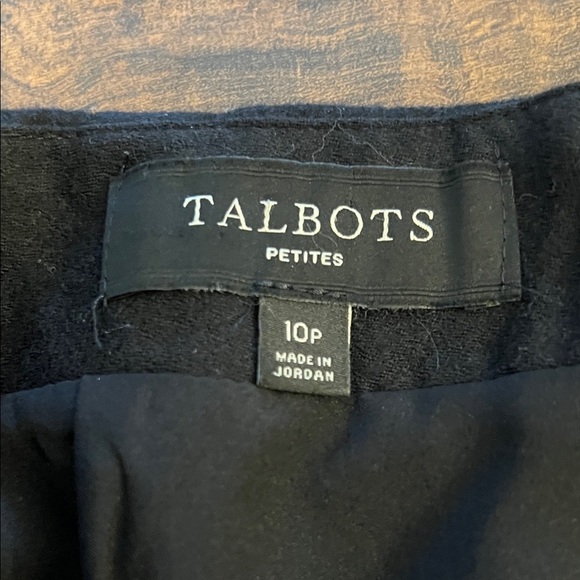 TALBOTS
PETITES
10P
MADE IN
JORDAN